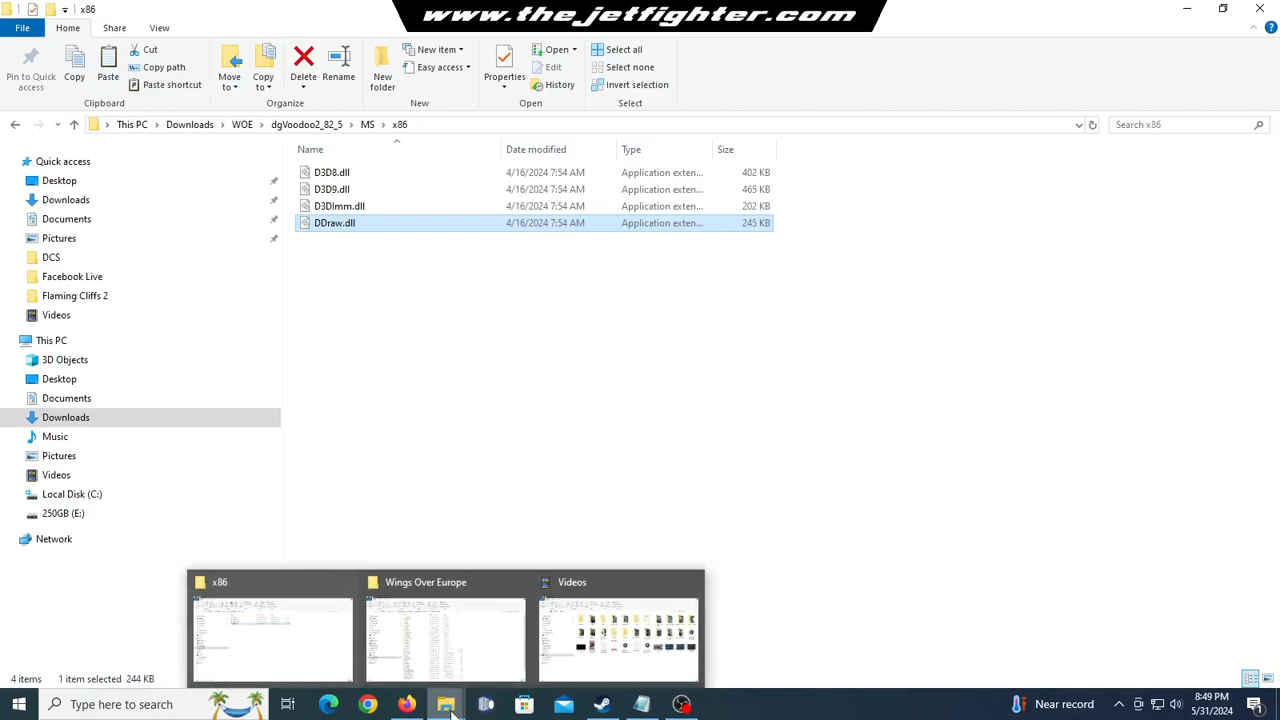 x86
www.thejetfighter.com
File
Home
Share
View
Pin to Quick access
Copy
Paste
Cut
Copy path
Paste shortcut
Clipboard
Move to
Copy to
Delete
Rename
Organize
New folder
New item
Easy access
New
Properties
Open
Edit
History
Open
Select all
Select none
Invert selection
Select
This PC > Downloads > WOE > dgVoodoo2_82_5 > MS > x86
Search x86
Name Date modified Type Size
D3D8.dll 4/16/2024 7:54 AM Application exten... 402 KB
D3D9.dll 4/16/2024 7:54 AM Application exten... 465 KB
D3DImm.dll 4/16/2024 7:54 AM Application exten... 202 KB
DDraw.dll 4/16/2024 7:54 AM Application exten... 245 KB
Quick access
Desktop
Downloads
Documents
Pictures
DCS
Facebook Live
Flaming Cliffs 2
Videos
This PC
3D Objects
Desktop
Documents
Downloads
Music
Pictures
Videos
Local Disk (C:)
250GB (E:)
Network
x86
Wings Over Europe
Videos
4 items 1 item selected 244 KB
Type here to search
Near record
8:49 PM
5/31/2024